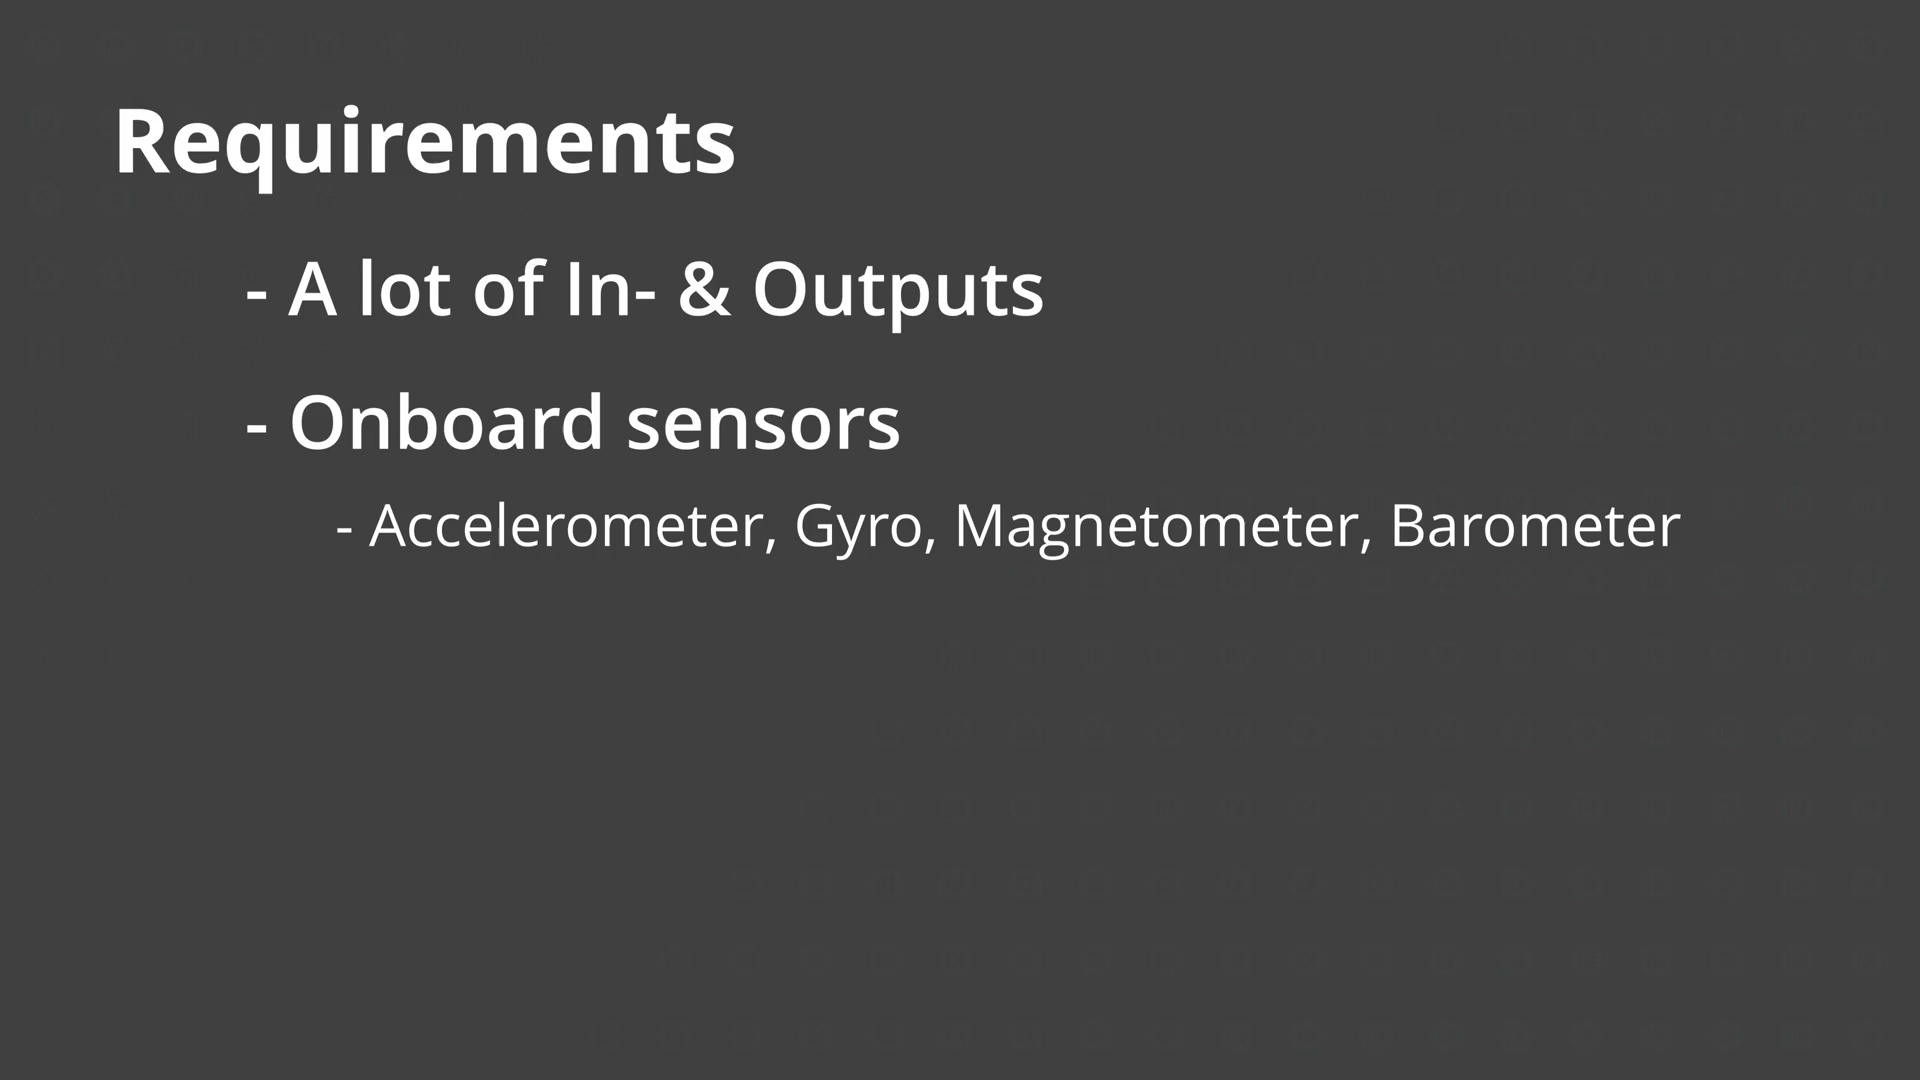 Requirements
- A lot of In- & Outputs
- Onboard sensors
- Accelerometer, Gyro, Magnetometer, Barometer